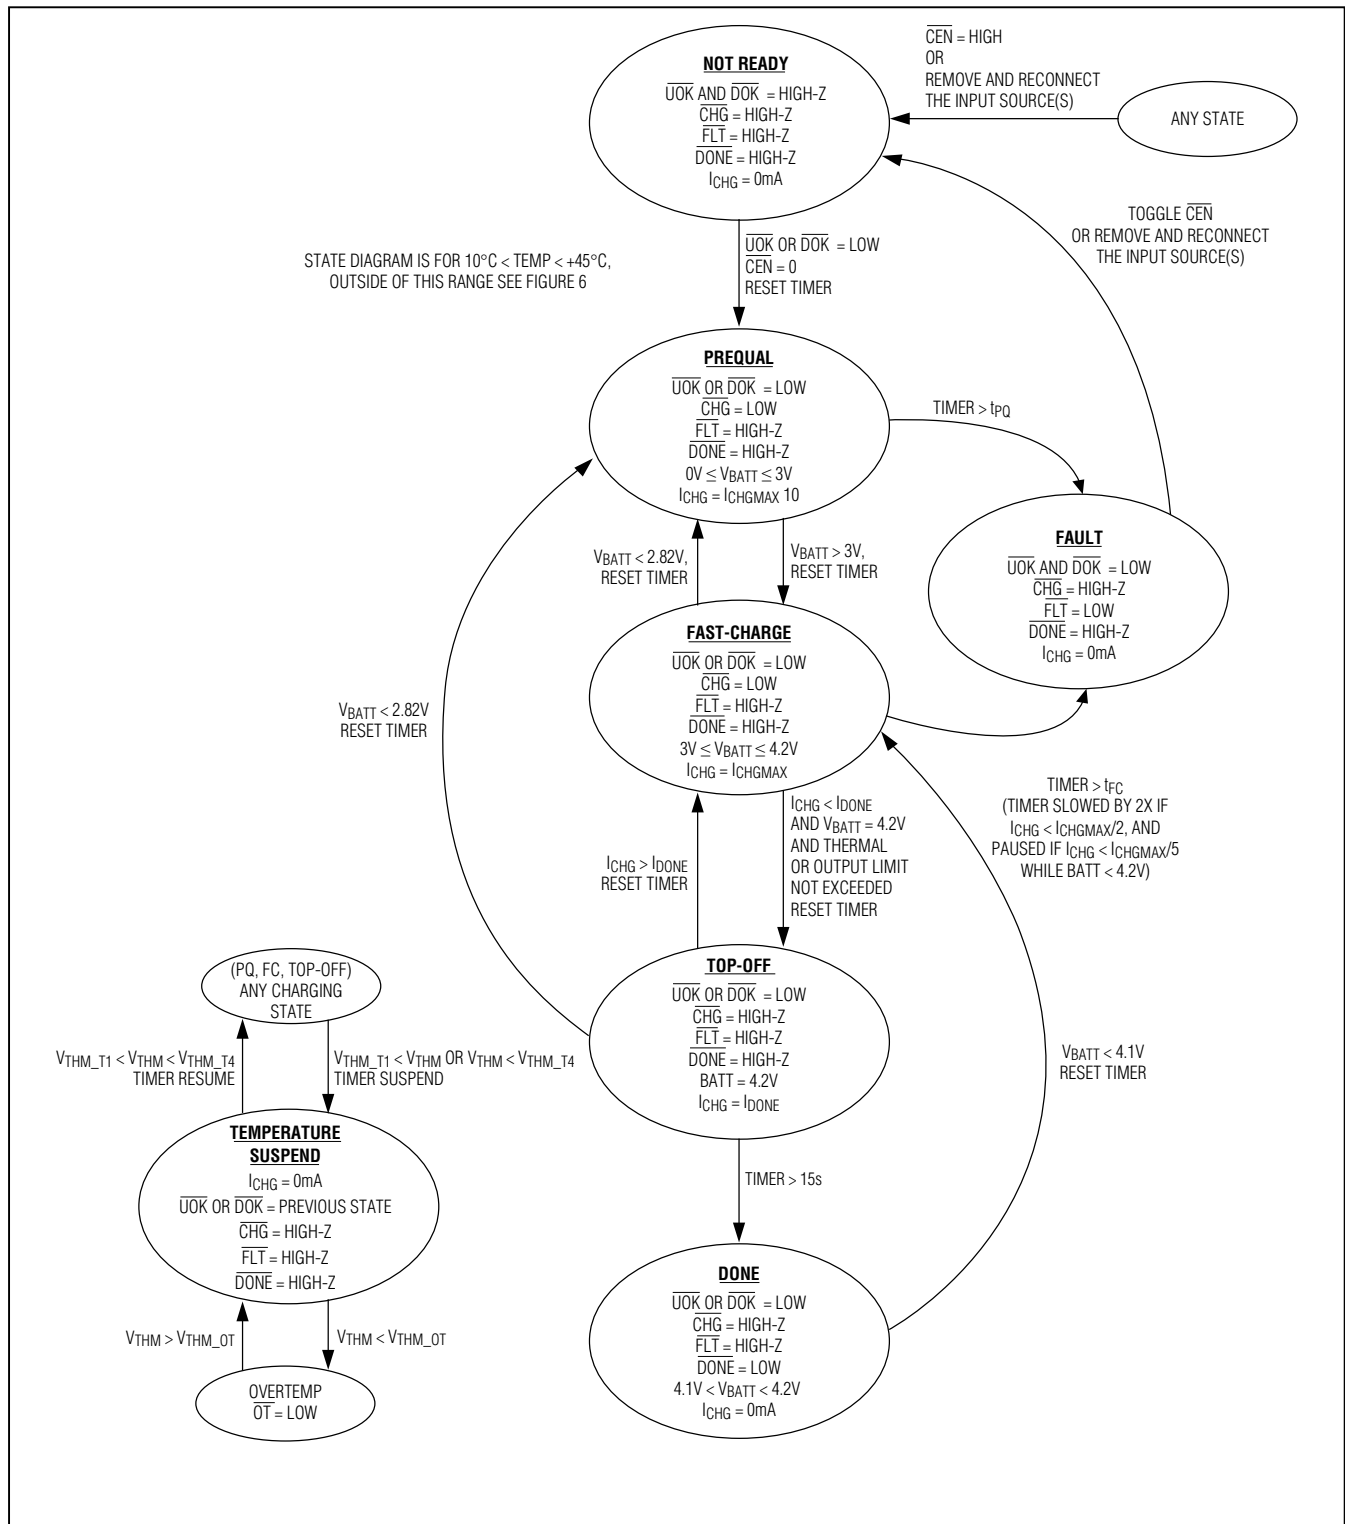 NOT READY
UOK AND DOK = HIGH-Z
CHG = HIGH-Z
FLT = HIGH-Z
DONE = HIGH-Z
ICHG = 0mA
CEN = HIGH
OR
REMOVE AND RECONNECT
THE INPUT SOURCE(S)
ANY STATE
TOGGLE CEN
OR REMOVE AND RECONNECT
THE INPUT SOURCE(S)
STATE DIAGRAM IS FOR 10°C < TEMP < +45°C,
OUTSIDE OF THIS RANGE SEE FIGURE 6
UOK OR DOK = LOW
CEN = 0
RESET TIMER
PREQUAL
UOK OR DOK = LOW
CHG = LOW
FLT = HIGH-Z
DONE = HIGH-Z
0V ≤ VBATT ≤ 3V
ICHG = ICHGMAX 10
TIMER > tPQ
VBATT < 2.82V,
RESET TIMER
VBATT > 3V,
RESET TIMER
FAULT
UOK AND DOK = LOW
CHG = HIGH-Z
FLT = LOW
DONE = HIGH-Z
ICHG = 0mA
FAST-CHARGE
UOK OR DOK = LOW
CHG = LOW
FLT = HIGH-Z
DONE = HIGH-Z
3V ≤ VBATT ≤ 4.2V
ICHG = ICHGMAX
VBATT < 2.82V
RESET TIMER
TIMER > tFC
(TIMER SLOWED BY 2X IF
ICHG < ICHGMAX/2, AND
PAUSED IF ICHG < ICHGMAX/5
WHILE BATT < 4.2V)
ICHG > IDONE
RESET TIMER
ICHG < IDONE
AND VBATT = 4.2V
AND THERMAL
OR OUTPUT LIMIT
NOT EXCEEDED
RESET TIMER
TOP-OFF
UOK OR DOK = LOW
CHG = HIGH-Z
FLT = HIGH-Z
DONE = HIGH-Z
BATT = 4.2V
ICHG = IDONE
(PQ, FC, TOP-OFF)
ANY CHARGING
STATE
VTHM_T1 < VTHM < VTHM_T4
TIMER RESUME
VTHM_T1 < VTHM OR VTHM < VTHM_T4
TIMER SUSPEND
VBATT < 4.1V
RESET TIMER
TEMPERATURE
SUSPEND
ICHG = 0mA
UOK OR DOK = PREVIOUS STATE
CHG = HIGH-Z
FLT = HIGH-Z
DONE = HIGH-Z
TIMER > 15s
DONE
UOK OR DOK = LOW
CHG = HIGH-Z
FLT = HIGH-Z
DONE = LOW
4.1V < VBATT < 4.2V
ICHG = 0mA
VTHM > VTHM_OT
VTHM < VTHM_OT
OVERTEMP
OT = LOW